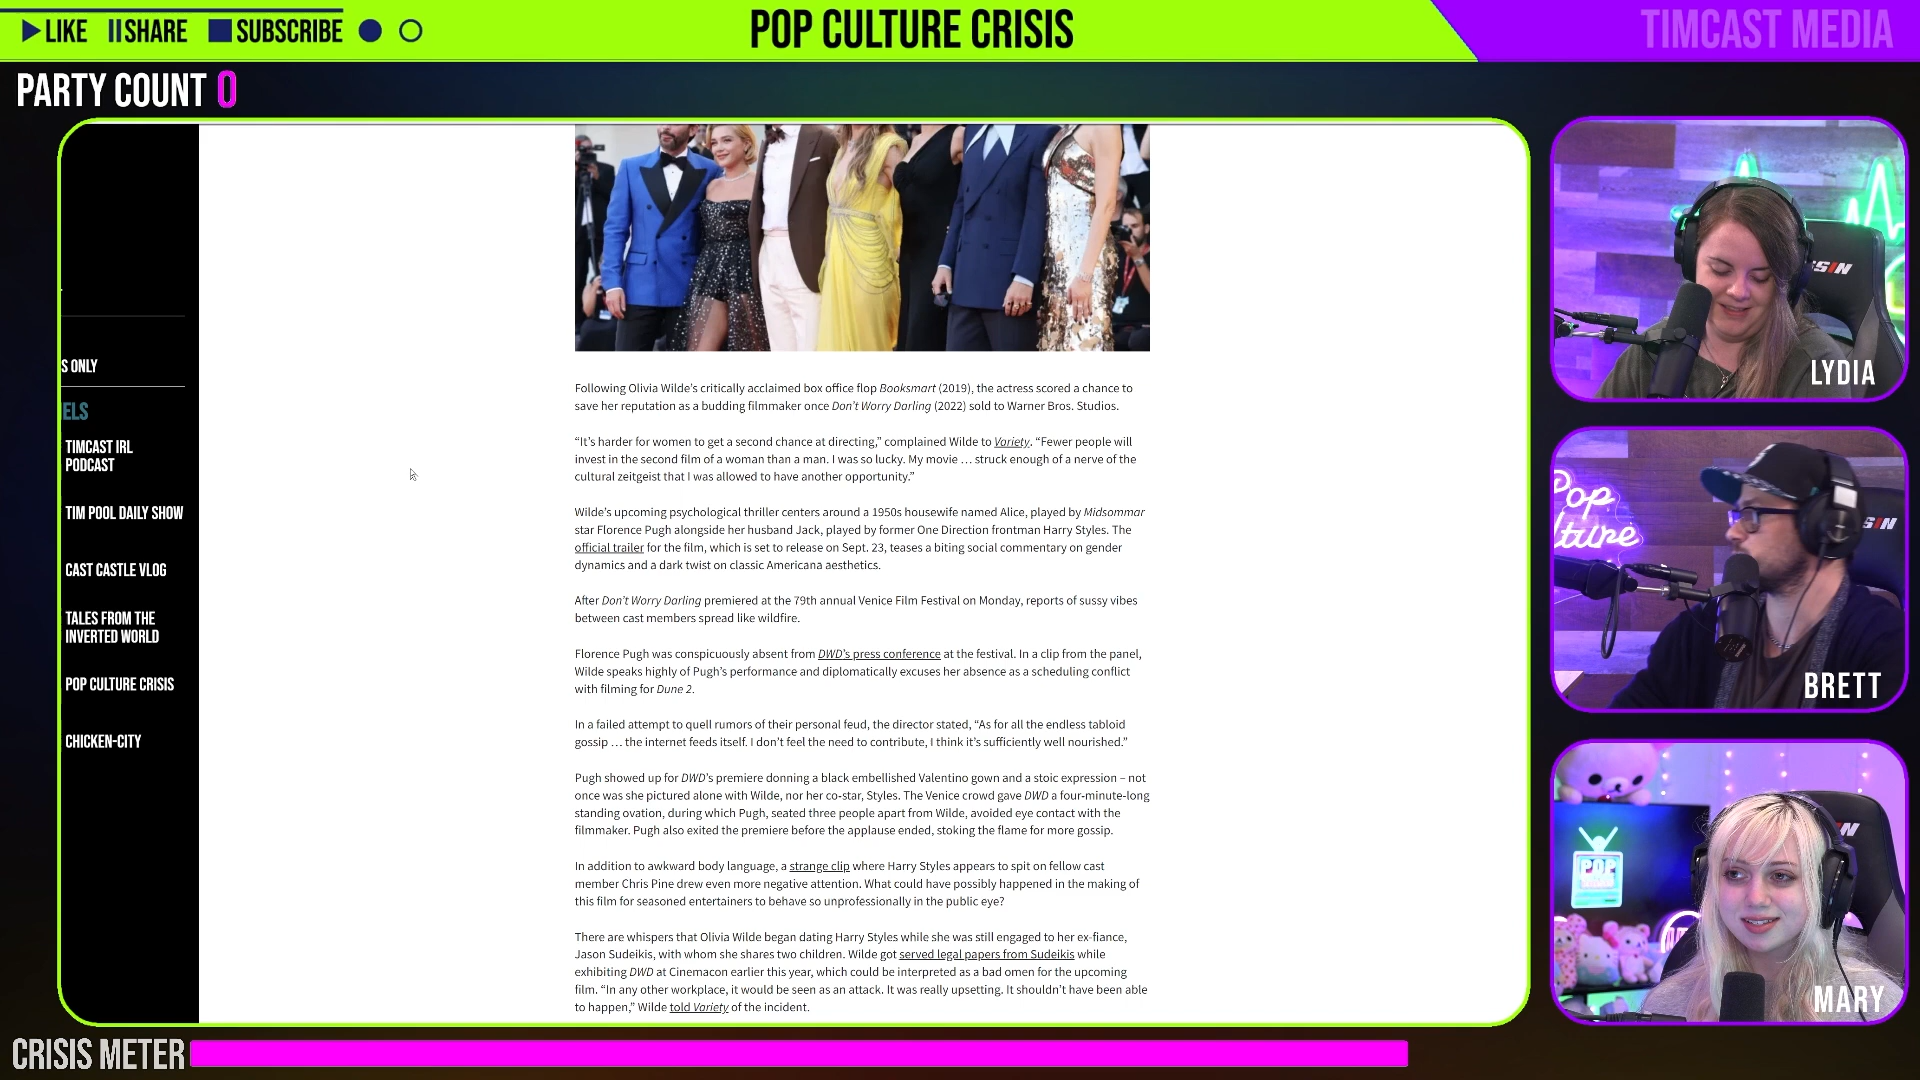 LIKE SHARE SUBSCRIBE
POP CULTURE CRISIS
TIMCAST MEDIA
PARTY COUNT 0
S ONLY
ELS
TIMCAST IRL
PODCAST
TIM POOL DAILY SHOW
CAST CASTLE VLOG
TALES FROM THE
INVERTED WORLD
POP CULTURE CRISIS
CHICKEN-CITY
Following Olivia Wilde’s critically acclaimed box office flop Booksmart (2019), the actress scored a chance to
save her reputation as a budding filmmaker once Don’t Worry Darling (2022) sold to Warner Bros. Studios.
“It’s harder for women to get a second chance at directing,” complained Wilde to Variety. “Fewer people will
invest in the second film of a woman than a man. I was so lucky. My movie … struck enough of a nerve of the
cultural zeitgeist that I was allowed to have another opportunity.”
Wilde’s upcoming psychological thriller centers around a 1950s housewife named Alice, played by Midsommar
star Florence Pugh alongside her husband Jack, played by former One Direction frontman Harry Styles. The
official trailer for the film, which is set to release on Sept. 23, teases a biting social commentary on gender
dynamics and a dark twist on classic Americana aesthetics.
After Don’t Worry Darling premiered at the 79th annual Venice Film Festival on Monday, reports of sussy vibes
between cast members spread like wildfire.
Florence Pugh was conspicuously absent from DWD’s press conference at the festival. In a clip from the panel,
Wilde speaks highly of Pugh’s performance and diplomatically excuses her absence as a scheduling conflict
with filming for Dune 2.
In a failed attempt to quell rumors of their personal feud, the director stated, “As for all the endless tabloid
gossip … the internet feeds itself. I don’t feel the need to contribute, I think it’s sufficiently well nourished.”
Pugh showed up for DWD’s premiere donning a black embellished Valentino gown and a stoic expression – not
once was she pictured alone with Wilde, nor her co-star, Styles. The Venice crowd gave DWD a four-minute-long
standing ovation, during which Pugh, seated three people apart from Wilde, avoided eye contact with the
filmmaker. Pugh also exited the premiere before the applause ended, stoking the flame for more gossip.
In addition to awkward body language, a strange clip where Harry Styles appears to spit on fellow cast
member Chris Pine drew even more negative attention. What could have possibly happened in the making of
this film for seasoned entertainers to behave so unprofessionally in the public eye?
There are whispers that Olivia Wilde began dating Harry Styles while she was still engaged to her ex-fiance,
Jason Sudeikis, with whom she shares two children. Wilde got served legal papers from Sudeikis while
exhibiting DWD at Cinemacon earlier this year, which could be interpreted as a bad omen for the upcoming
film. “In any other workplace, it would be seen as an attack. It was really upsetting. It shouldn’t have been able
to happen,” Wilde told Variety of the incident.
SIN
LYDIA
Pop
lture
SIN
BRETT
N
POP
MARY
CRISIS METER